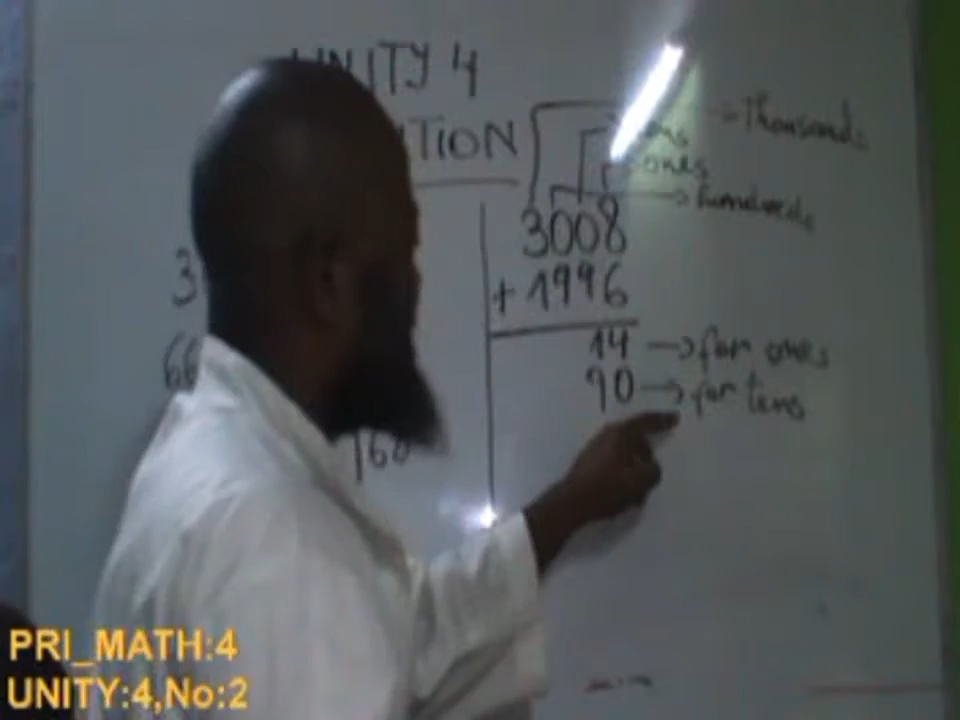 UNITY 4
TION
Thousands
ones
hundreds
3008
+ 1996
14 → for ones
90 → for tens
3
66
168
PRI_MATH:4
UNITY:4,No:2